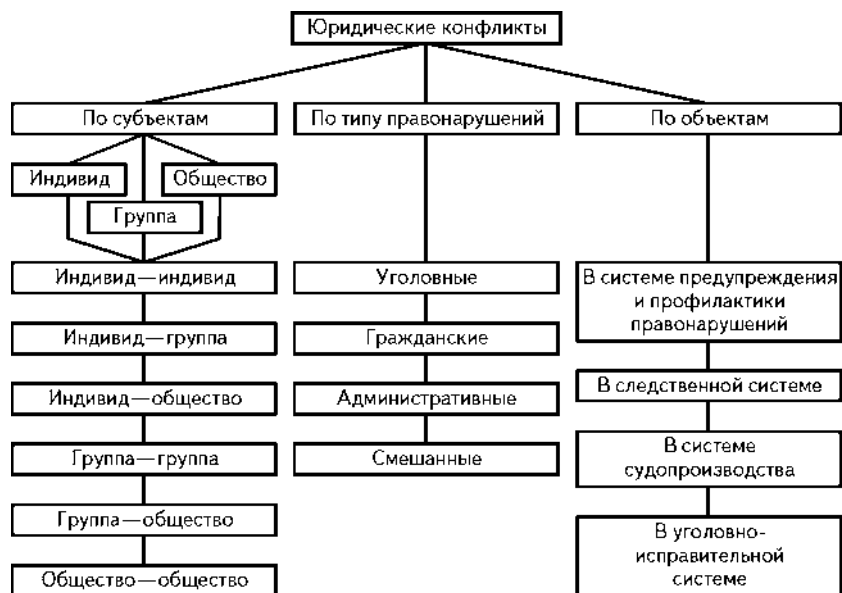 Юридические конфликты
По субъектам
По типу правонарушений
По объектам
Индивид
Общество
Группа
Индивид—индивид
Индивид—группа
Индивид—общество
Группа—группа
Группа—общество
Общество—общество
Уголовные
Гражданские
Административные
Смешанные
В системе предупреждения
и профилактики
правонарушений
В следственной системе
В системе
судопроизводства
В уголовно-
исправительной
системе